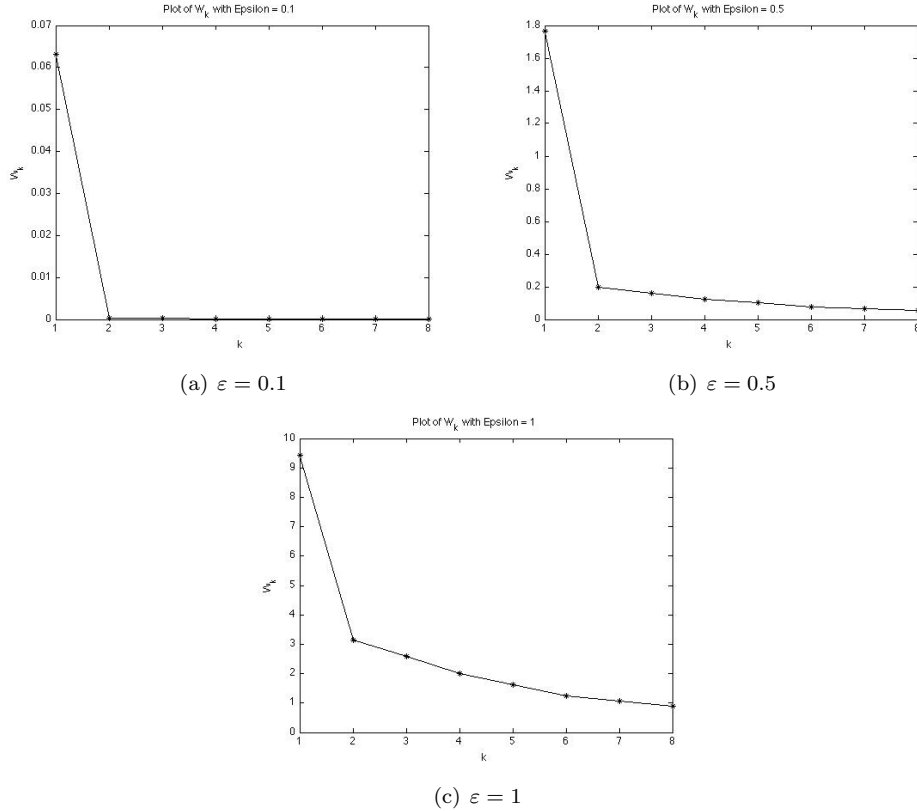 Plot of W_k with Epsilon = 0.1
0.07
0.06
0.05
0.04
0.03
0.02
0.01
0
W_k
1 2 3 4 5 6 7 8
k
(a) ε = 0.1
Plot of W_k with Epsilon = 0.5
1.8
1.6
1.4
1.2
1
0.8
0.6
0.4
0.2
0
W_k
1 2 3 4 5 6 7 8
k
(b) ε = 0.5
Plot of W_k with Epsilon = 1
10
9
8
7
6
5
4
3
2
1
0
W_k
1 2 3 4 5 6 7 8
k
(c) ε = 1